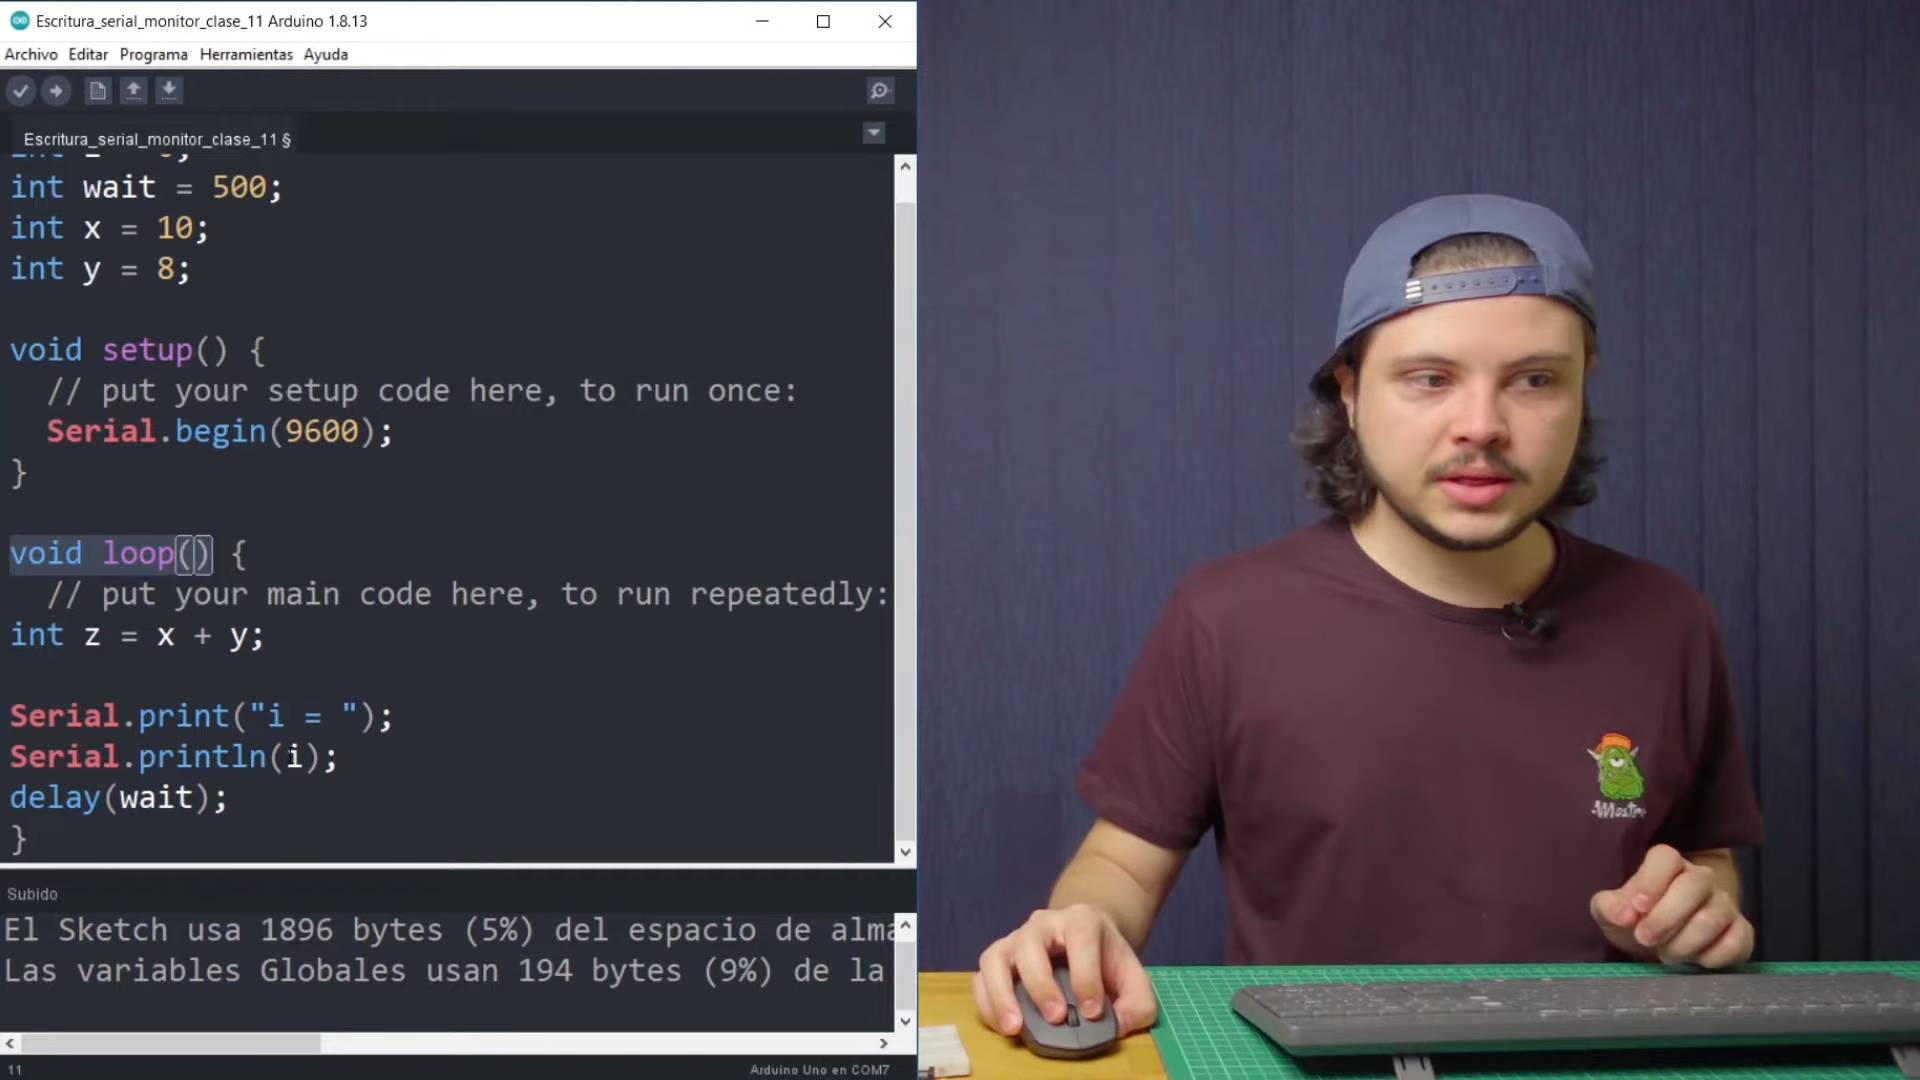 Escritura_serial_monitor_clase_11 Arduino 1.8.13
Archivo Editar Programa Herramientas Ayuda
Escritura_serial_monitor_clase_11 §
int wait = 500;
int x = 10;
int y = 8;
void setup() {
// put your setup code here, to run once:
Serial.begin(9600);
}
void loop() {
// put your main code here, to run repeatedly:
int z = x + y;
Serial.print("i = ");
Serial.println(i);
delay(wait);
}
Subido
El Sketch usa 1896 bytes (5%) del espacio de alma
Las variables Globales usan 194 bytes (9%) de la
11
Arduino Uno en COM7